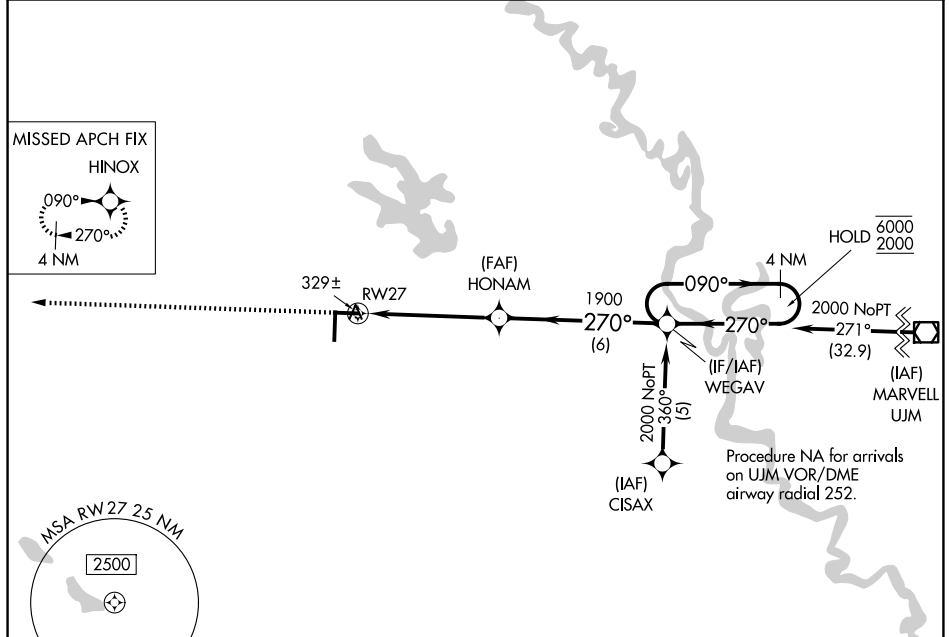 MISSED APCH FIX
HINOX
090°
270°
4 NM
329±
RW27
(FAF)
HONAM
1900
270°
(6)
090°
4 NM
270°
HOLD 6000
2000
2000 NoPT
271°
(32.9)
(IF/IAF)
WEGAV
(IAF)
MARVELL
UJM
2000 NoPT
360°
(5)
(IAF)
CISAX
Procedure NA for arrivals
on UJM VOR/DME
airway radial 252.
MSA RW27 25 NM
2500